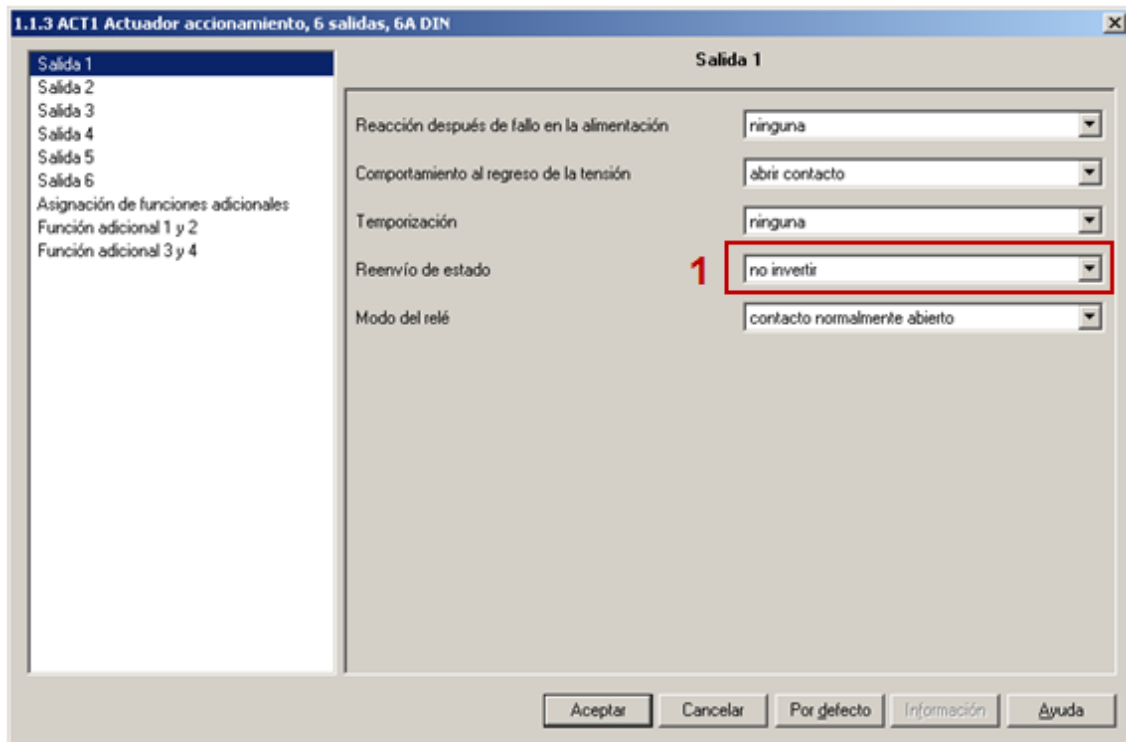 1.1.3 ACT1 Actuador accionamiento, 6 salidas, 6A DIN
Salida 1
Salida 2
Salida 3
Salida 4
Salida 5
Salida 6
Asignación de funciones adicionales
Función adicional 1 y 2
Función adicional 3 y 4
Salida 1
Reacción después de fallo en la alimentación ninguna
Comportamiento al regreso de la tensión abrir contacto
Temporización ninguna
Reenvío de estado 1 no invertir
Modo del relé contacto normalmente abierto
Aceptar Cancelar Por defecto Información Ayuda